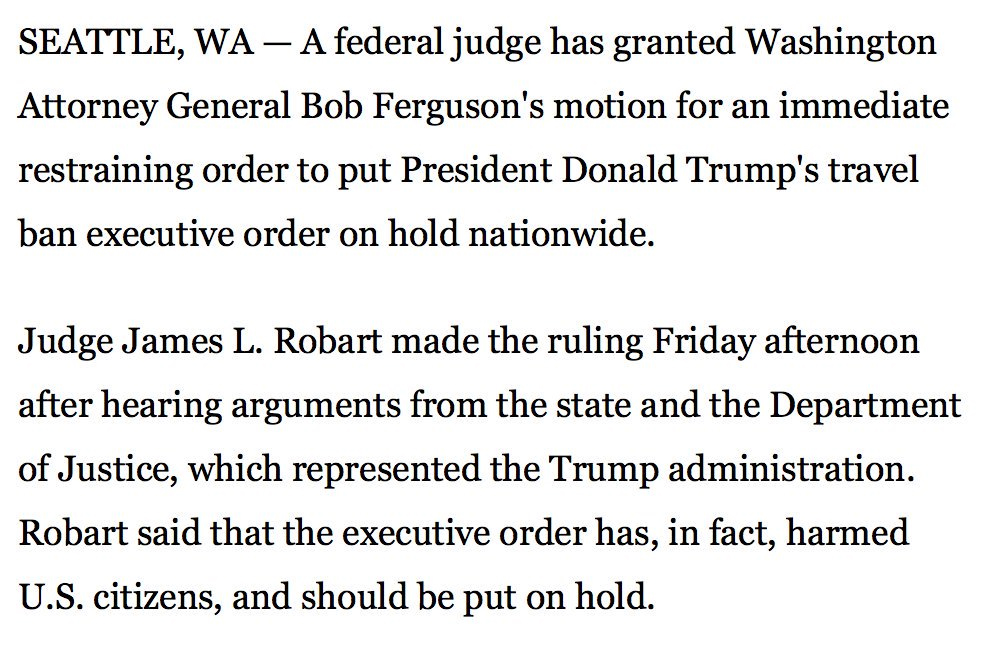 SEATTLE, WA — A federal judge has granted Washington
Attorney General Bob Ferguson's motion for an immediate
restraining order to put President Donald Trump's travel
ban executive order on hold nationwide.
Judge James L. Robart made the ruling Friday afternoon
after hearing arguments from the state and the Department
of Justice, which represented the Trump administration.
Robart said that the executive order has, in fact, harmed
U.S. citizens, and should be put on hold.